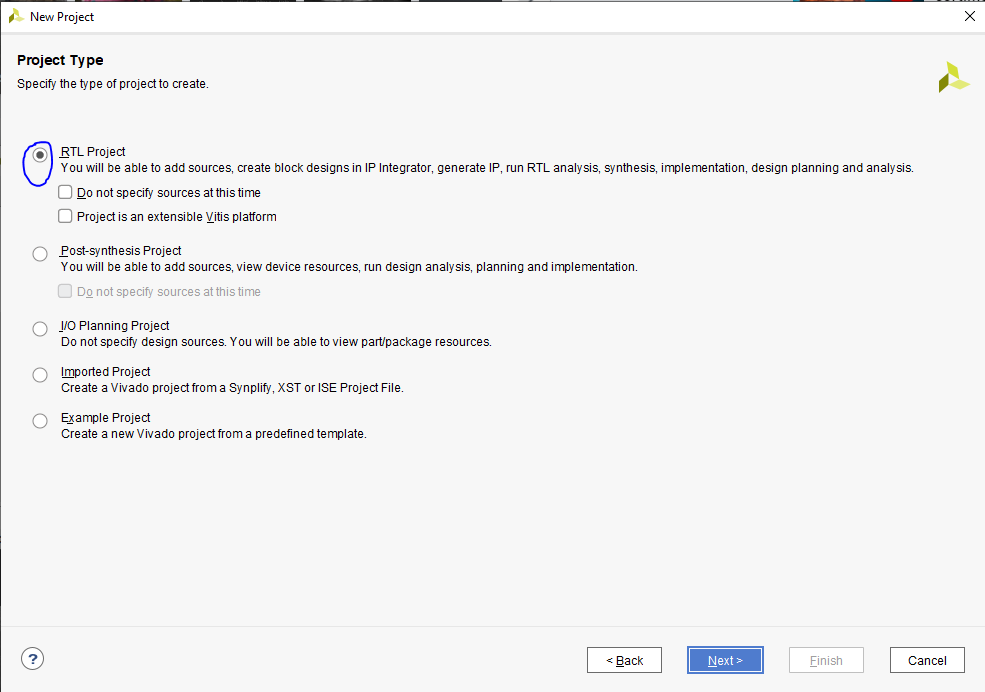 New Project
Project Type
Specify the type of project to create.
RTL Project
You will be able to add sources, create block designs in IP Integrator, generate IP, run RTL analysis, synthesis, implementation, design planning and analysis.
Do not specify sources at this time
Project is an extensible Vitis platform
Post-synthesis Project
You will be able to add sources, view device resources, run design analysis, planning and implementation.
Do not specify sources at this time
I/O Planning Project
Do not specify design sources. You will be able to view part/package resources.
Imported Project
Create a Vivado project from a Synplify, XST or ISE Project File.
Example Project
Create a new Vivado project from a predefined template.
? < Back Next > Finish Cancel